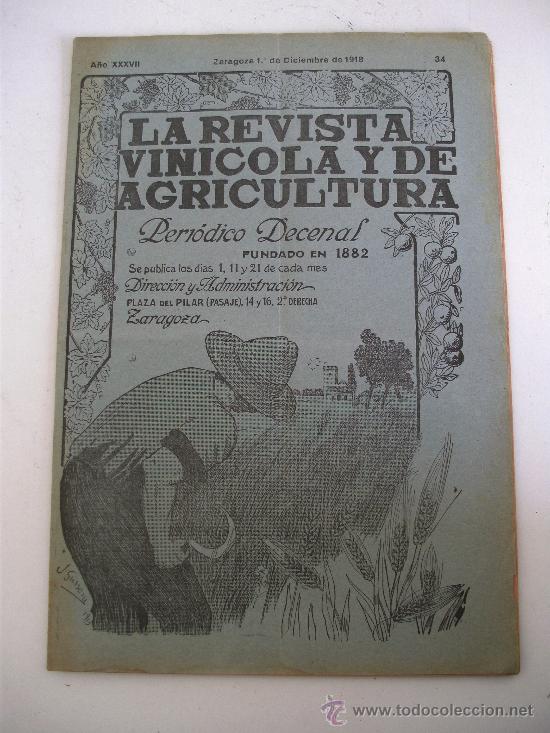 Año XXXVII Zaragoza 1.º de Diciembre de 1918 34
LA REVISTA
VINICOLA Y DE
AGRICULTURA
Periódico Decenal
FUNDADO EN 1882
Se publica los dias 1, 11 y 21 de cada mes
Dirección y Administración
PLAZA DEL PILAR (PASAJE), 14 y 16, 2.º DERECHA
Zaragoza
todocoleccion.net